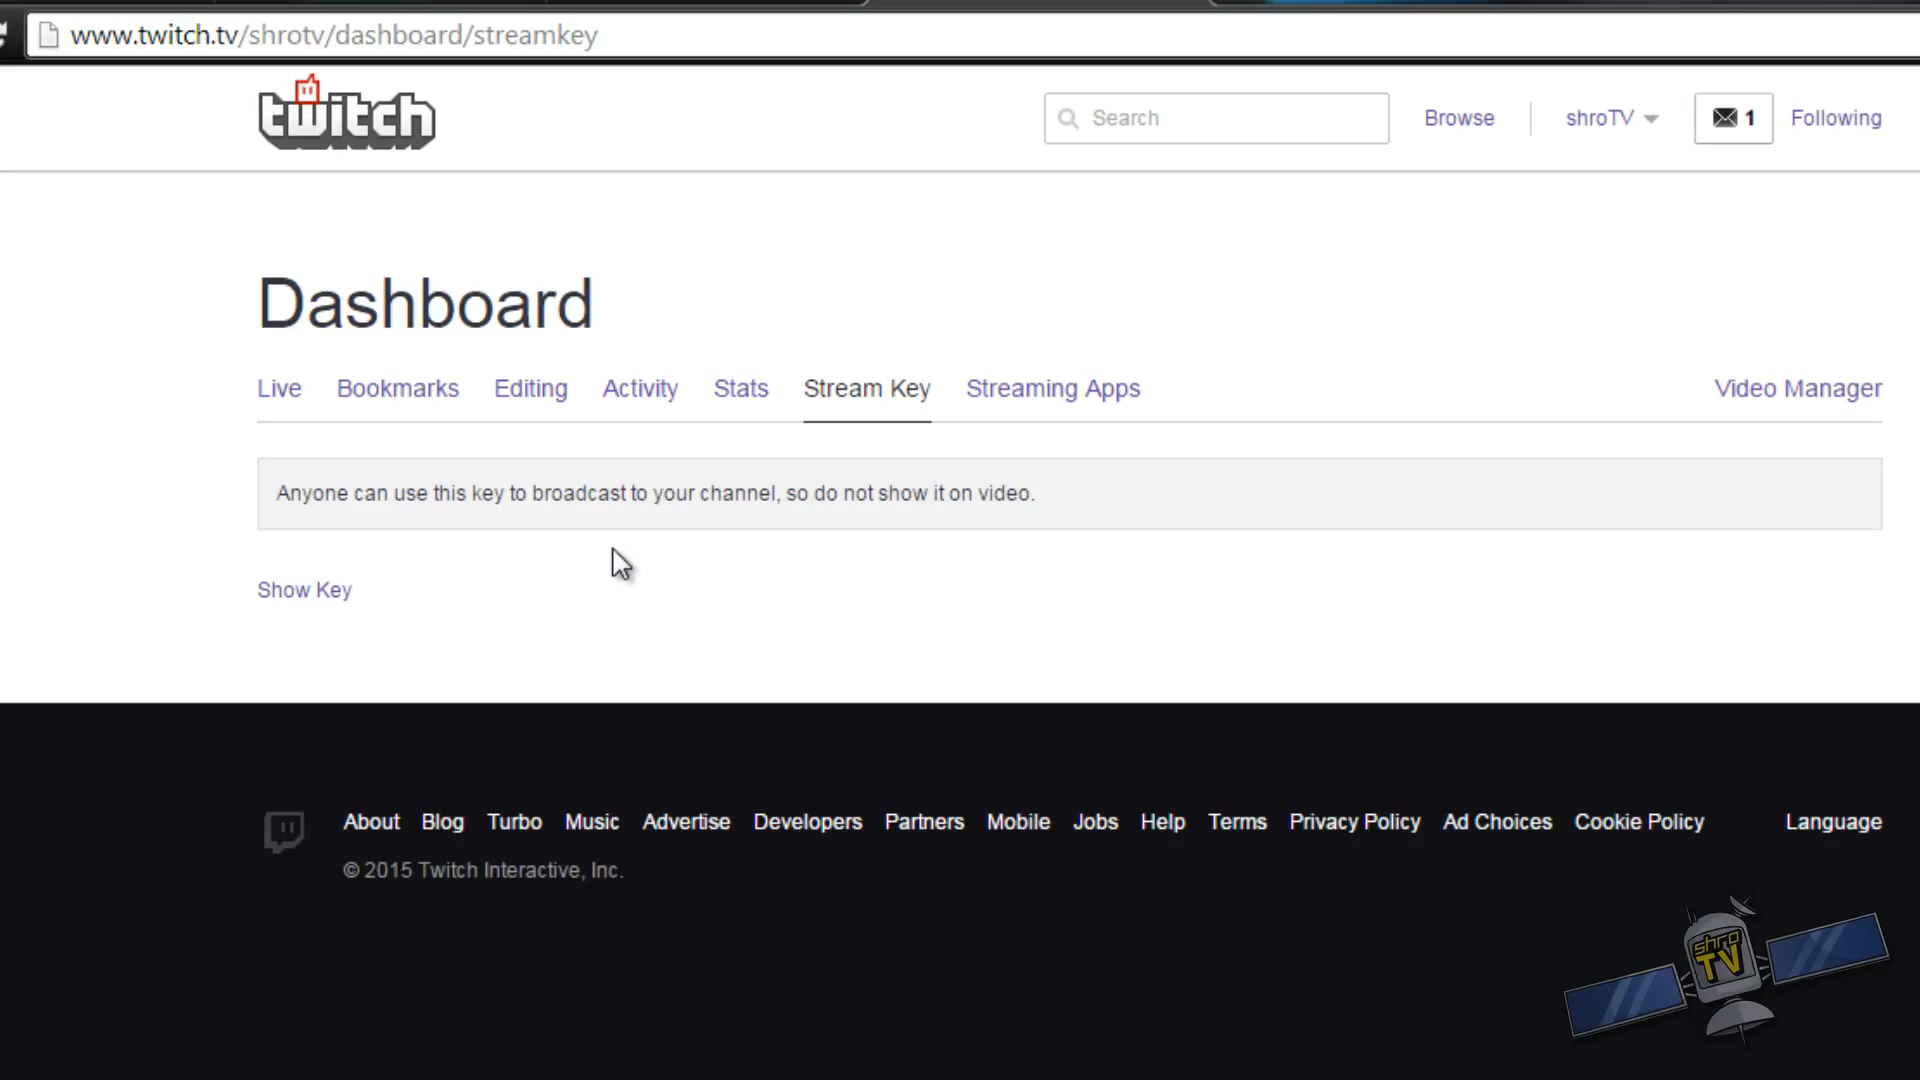 www.twitch.tv/shrotv/dashboard/streamkey
twitch
Search
Browse
shroTV
1
Following
Dashboard
Live
Bookmarks
Editing
Activity
Stats
Stream Key
Streaming Apps
Video Manager
Anyone can use this key to broadcast to your channel, so do not show it on video.
Show Key
About
Blog
Turbo
Music
Advertise
Developers
Partners
Mobile
Jobs
Help
Terms
Privacy Policy
Ad Choices
Cookie Policy
Language
© 2015 Twitch Interactive, Inc.
shro
TV